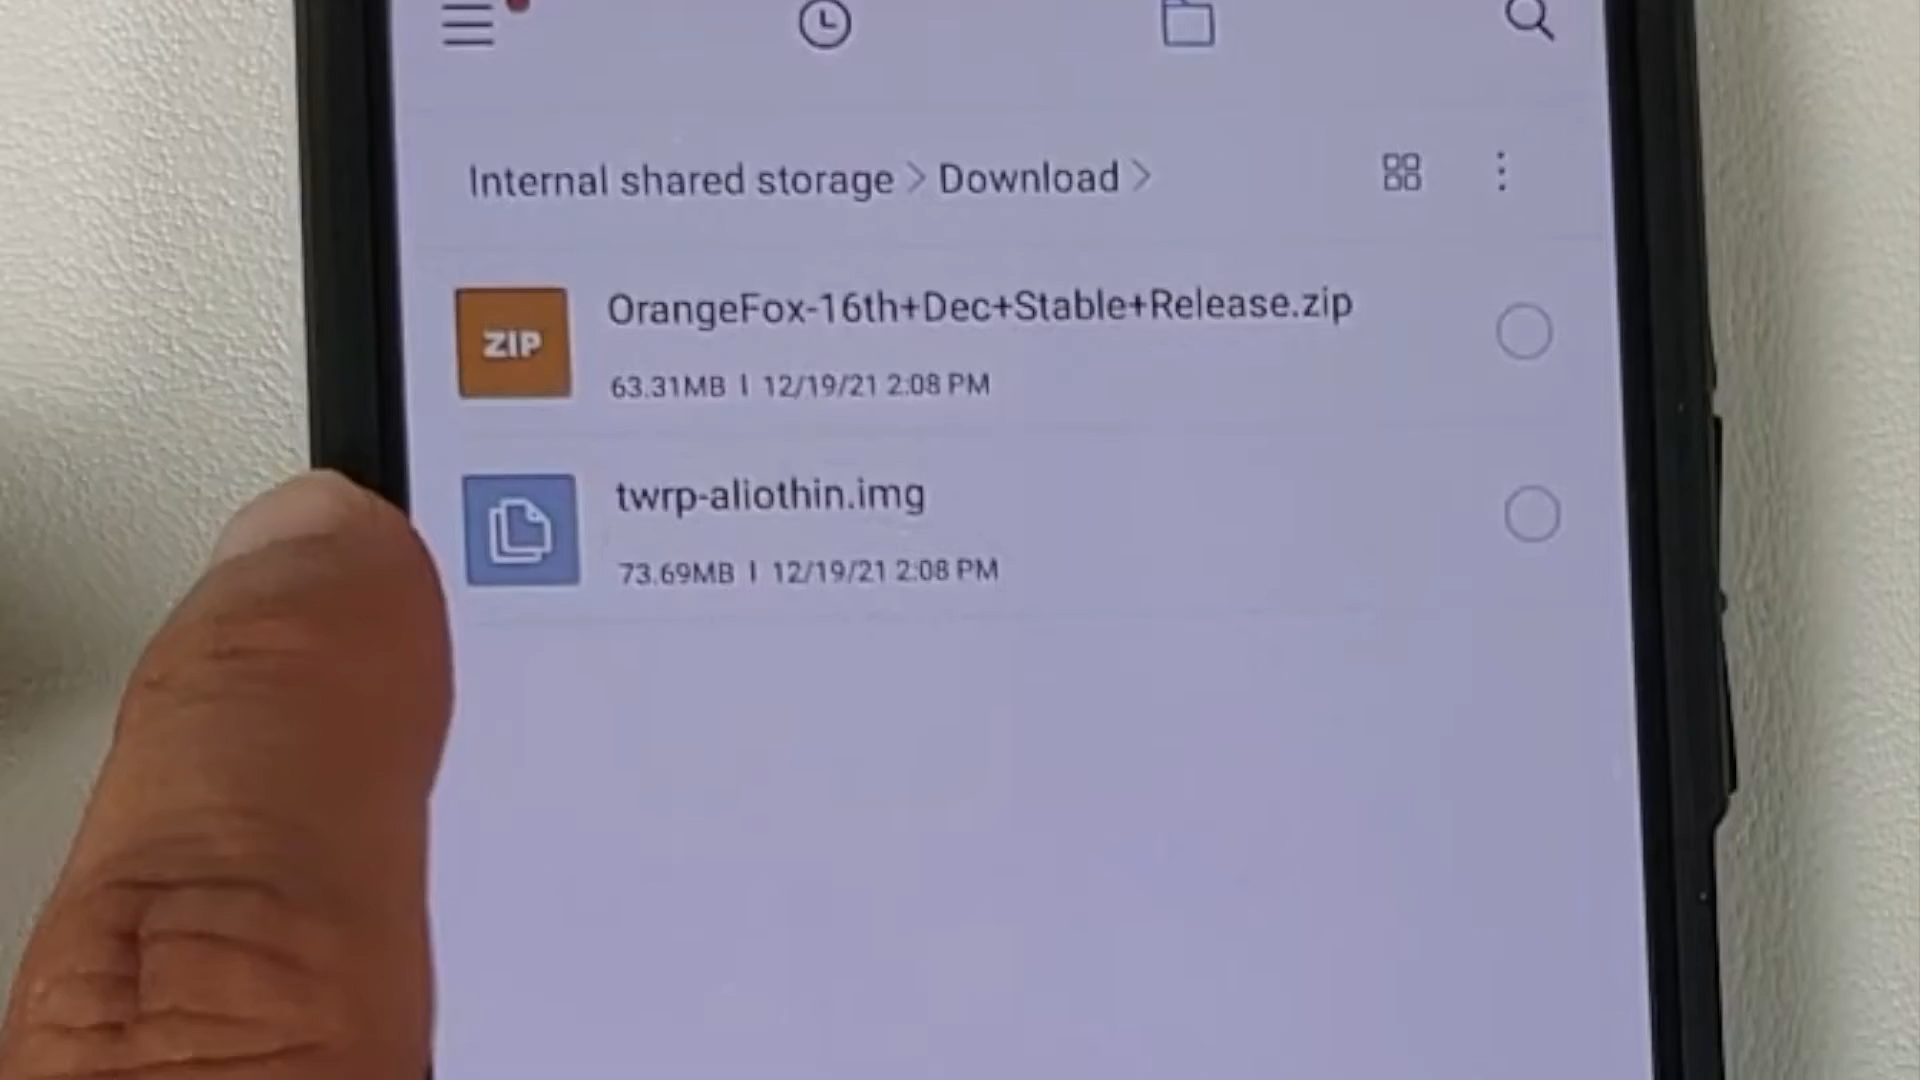 Internal shared storage > Download >
ZIP
OrangeFox-16th+Dec+Stable+Release.zip
63.31MB | 12/19/21 2:08 PM
twrp-aliothin.img
73.69MB | 12/19/21 2:08 PM